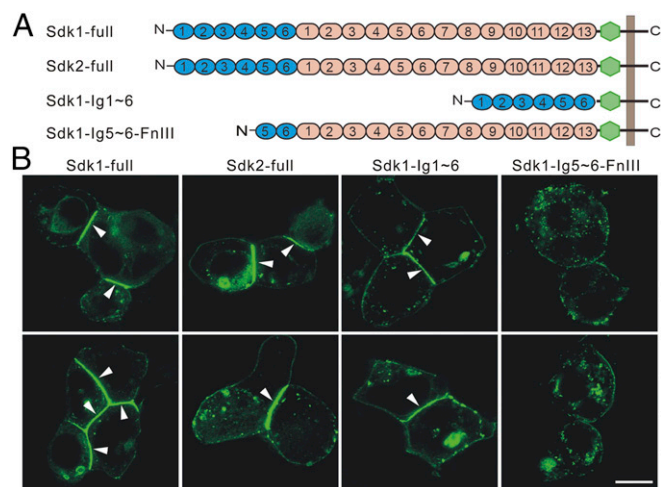 A
Sdk1-full N 1 2 3 4 5 6 1 2 3 4 5 6 7 8 9 10 11 12 13 C
Sdk2-full N 1 2 3 4 5 6 1 2 3 4 5 6 7 8 9 10 11 12 13 C
Sdk1-Ig1~6 N 1 2 3 4 5 6 C
Sdk1-Ig5~6-FnIII N 5 6 1 2 3 4 5 6 7 8 9 10 11 12 13 C
B
Sdk1-full Sdk2-full Sdk1-Ig1~6 Sdk1-Ig5~6-FnIII